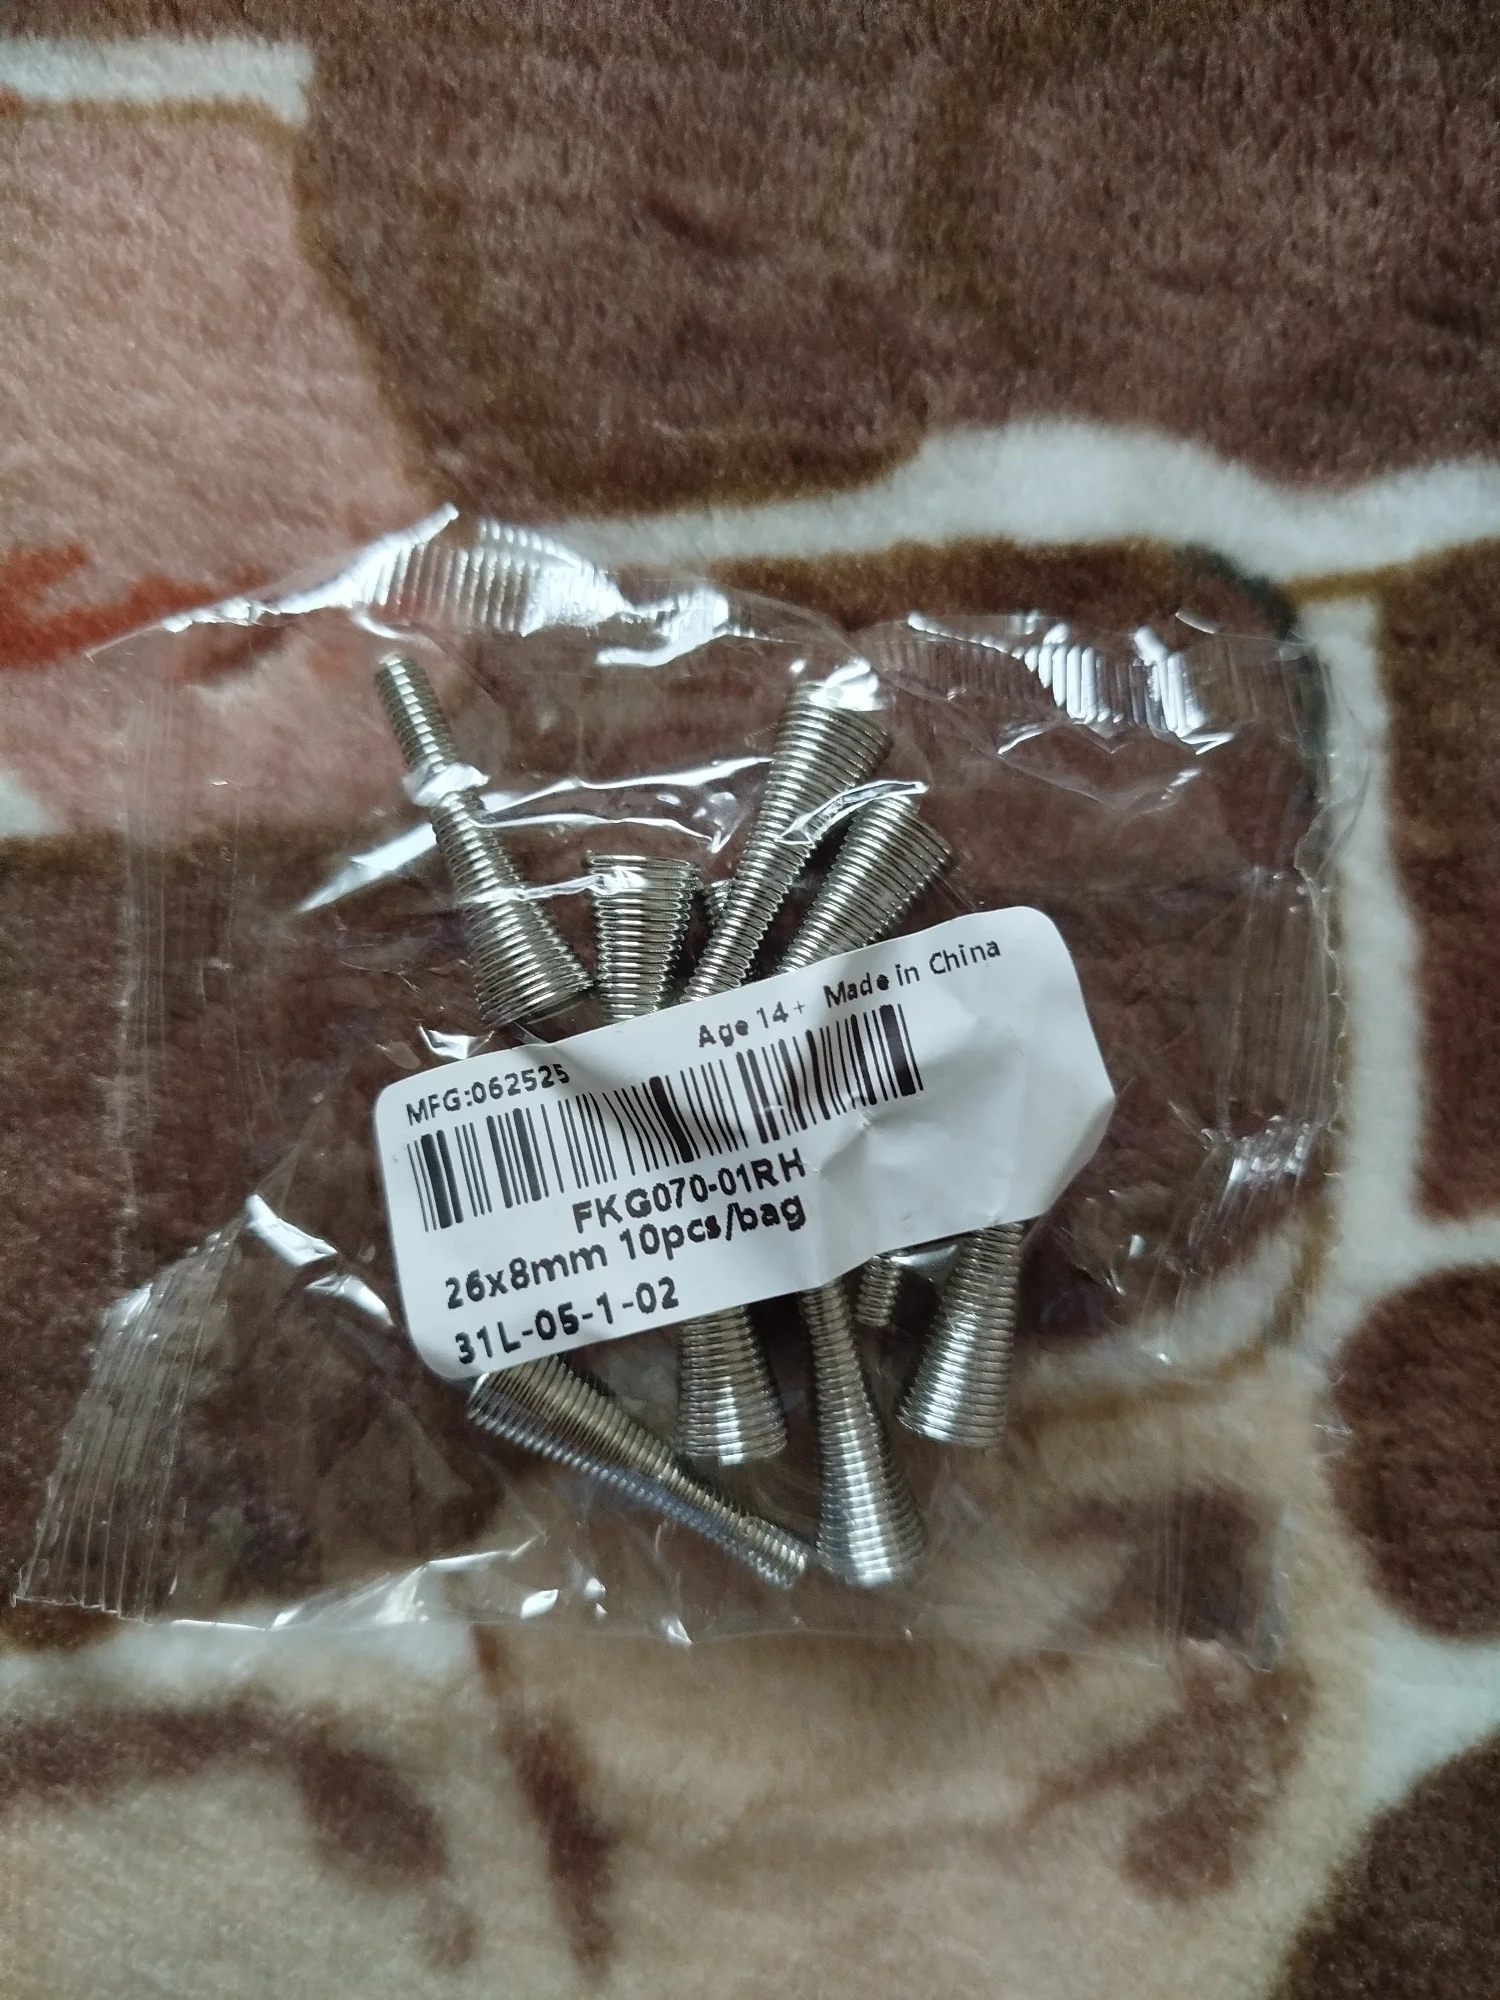 Age 14+ Made in China
MFG:062525
FKG070-01RH
26x8mm 10pcs/bag
31L-05-1-02